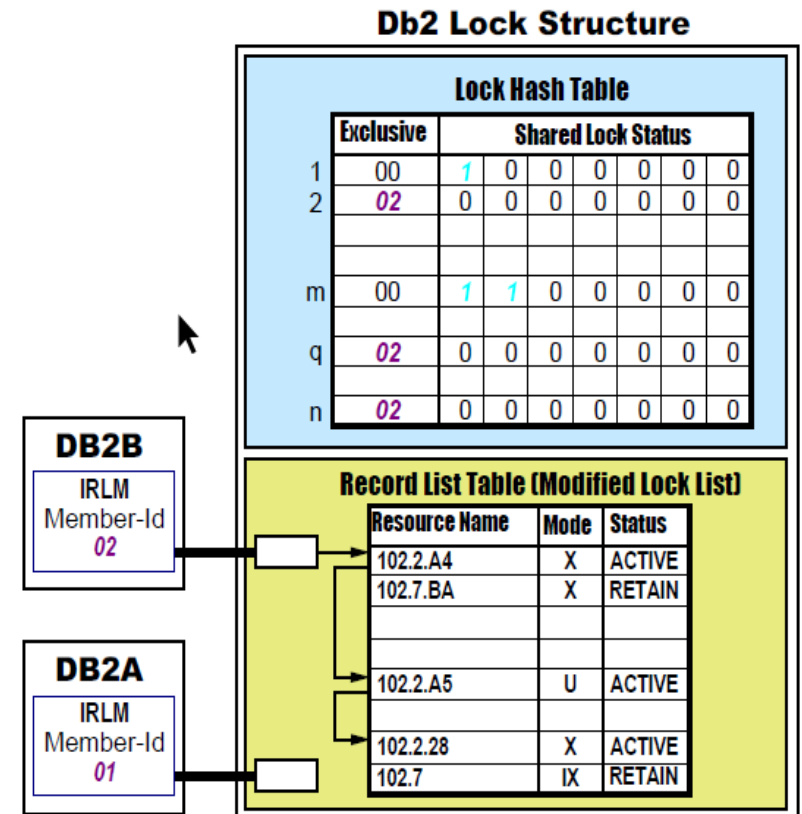 Db2 Lock Structure
Lock Hash Table
Exclusive Shared Lock Status
1 00 1 0 0 0 0 0 0
2 02 0 0 0 0 0 0 0
m 00 1 1 0 0 0 0 0
q 02 0 0 0 0 0 0 0
n 02 0 0 0 0 0 0 0
DB2B
IRLM
Member-Id
02
Record List Table (Modified Lock List)
Resource Name Mode Status
102.2.A4 X ACTIVE
102.7.BA X RETAIN
102.2.A5 U ACTIVE
102.2.28 X ACTIVE
102.7 IX RETAIN
DB2A
IRLM
Member-Id
01